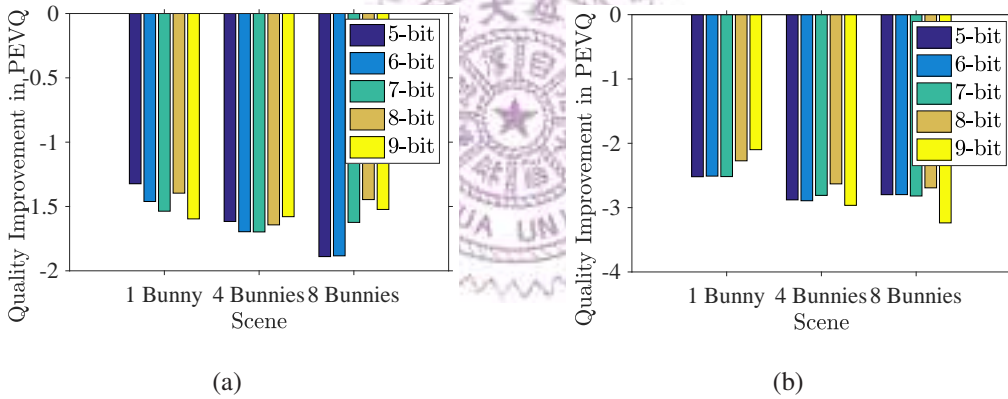 0
-0.5
-1
-1.5
-2
Quality Improvement in PEVQ
5-bit
6-bit
7-bit
8-bit
9-bit
1 Bunny 4 Bunnies 8 Bunnies
Scene
(a)
0
-1
-2
-3
-4
Quality Improvement in PEVQ
5-bit
6-bit
7-bit
8-bit
9-bit
1 Bunny 4 Bunnies 8 Bunnies
Scene
(b)
UA UNI